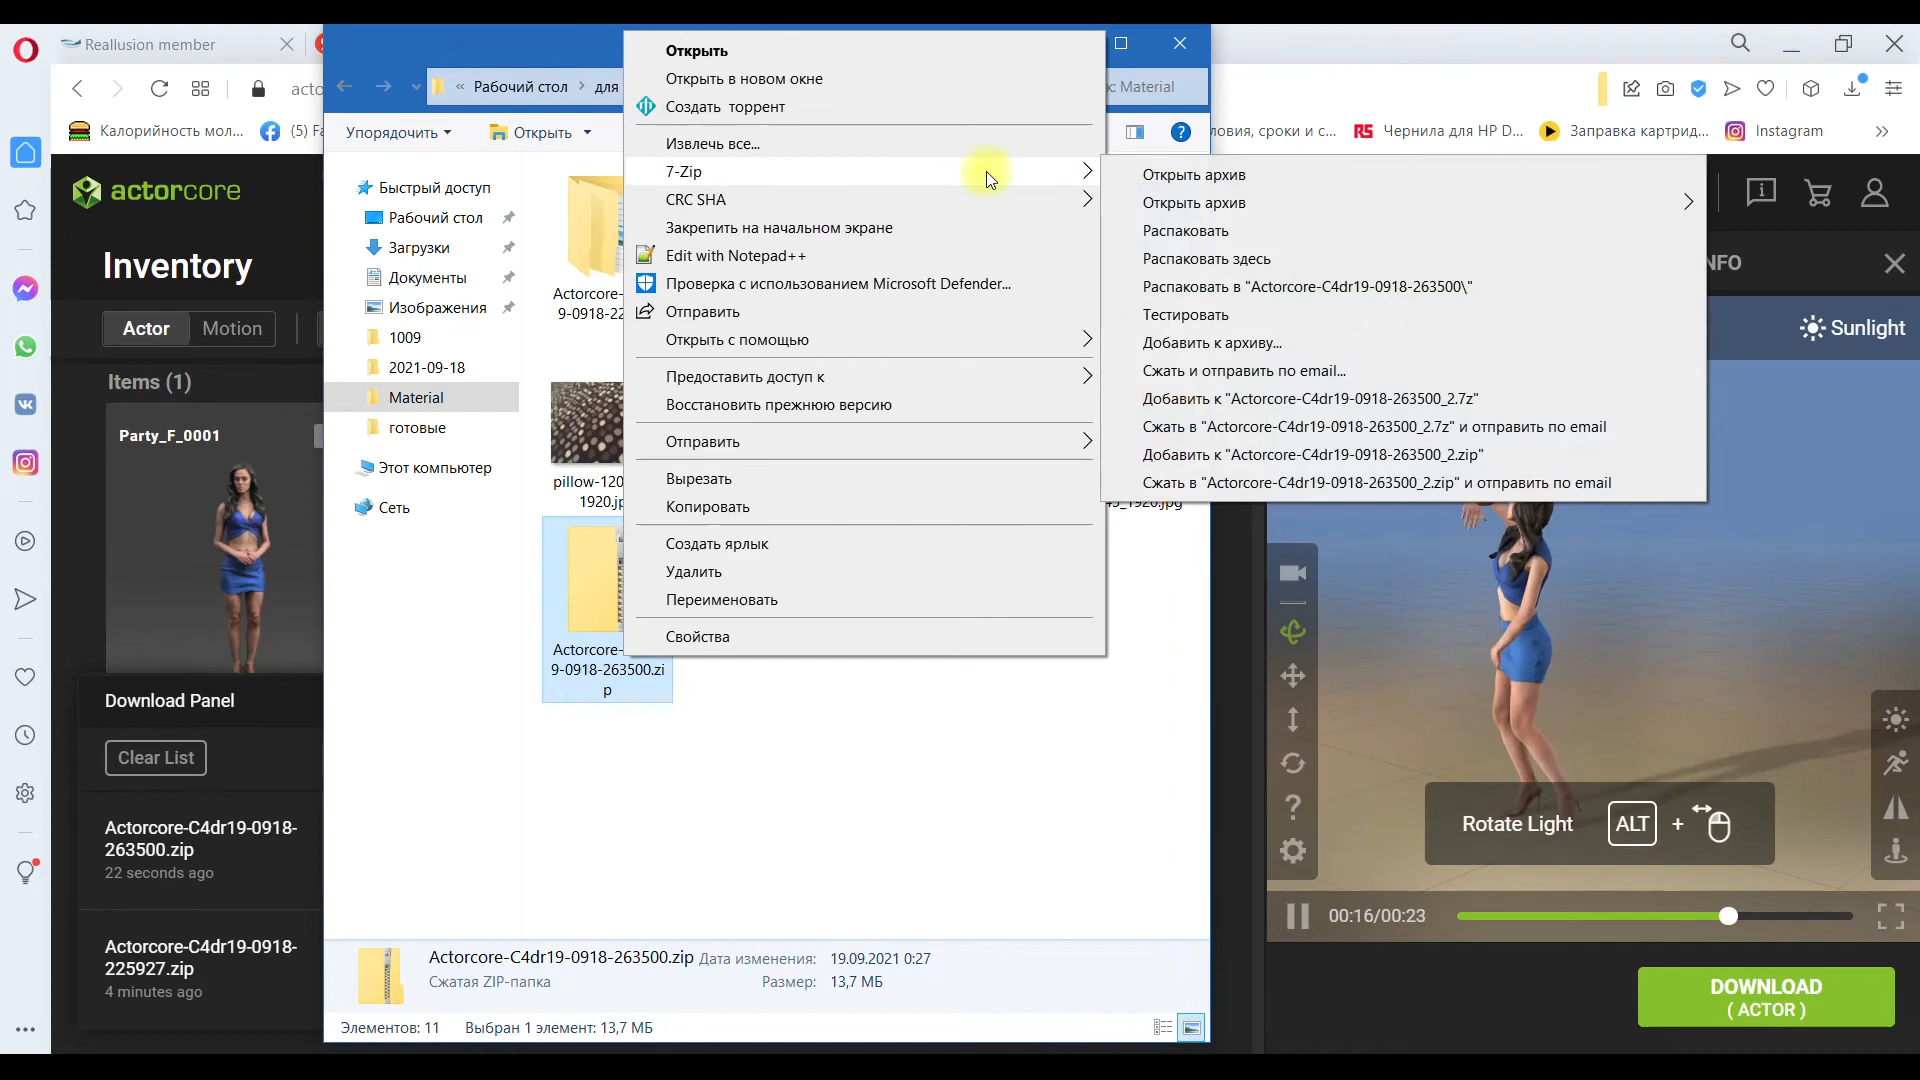 Reallusion member
acto
(5) Fa
Калорийность мол...
ловия, сроки и с...
Чернила для HP D...
Заправка картрид...
Instagram
actorcore
Inventory
Actor
Motion
Items (1)
Party_F_0001
Download Panel
Clear List
Actorcore-C4dr19-0918-
263500.zip
22 seconds ago
Actorcore-C4dr19-0918-
225927.zip
4 minutes ago
« Рабочий стол > для
к: Material
Упорядочить
Открыть
Быстрый доступ
Рабочий стол
Загрузки
Документы
Изображения
1009
2021-09-18
Material
готовые
Этот компьютер
Сеть
Actorcore-
9-0918-22
pillow-120
1920.jp
45_1920.jpg
Actorcore-
9-0918-263500.zi
p
Открыть
Открыть в новом окне
Создать торрент
Извлечь все...
7-Zip
CRC SHA
Закрепить на начальном экране
Edit with Notepad++
Проверка с использованием Microsoft Defender...
Отправить
Открыть с помощью
Предоставить доступ к
Восстановить прежнюю версию
Отправить
Вырезать
Копировать
Создать ярлык
Удалить
Переименовать
Свойства
Открыть архив
Открыть архив
Распаковать
Распаковать здесь
Распаковать в "Actorcore-C4dr19-0918-263500\"
Тестировать
Добавить к архиву...
Сжать и отправить по email...
Добавить к "Actorcore-C4dr19-0918-263500_2.7z"
Сжать в "Actorcore-C4dr19-0918-263500_2.7z" и отправить по email
Добавить к "Actorcore-C4dr19-0918-263500_2.zip"
Сжать в "Actorcore-C4dr19-0918-263500_2.zip" и отправить по email
Actorcore-C4dr19-0918-263500.zip Дата изменения: 19.09.2021 0:27
Сжатая ZIP-папка Размер: 13,7 МБ
Элементов: 11 Выбран 1 элемент: 13,7 МБ
NFO
Sunlight
Rotate Light ALT +
00:16/00:23
DOWNLOAD
( ACTOR )